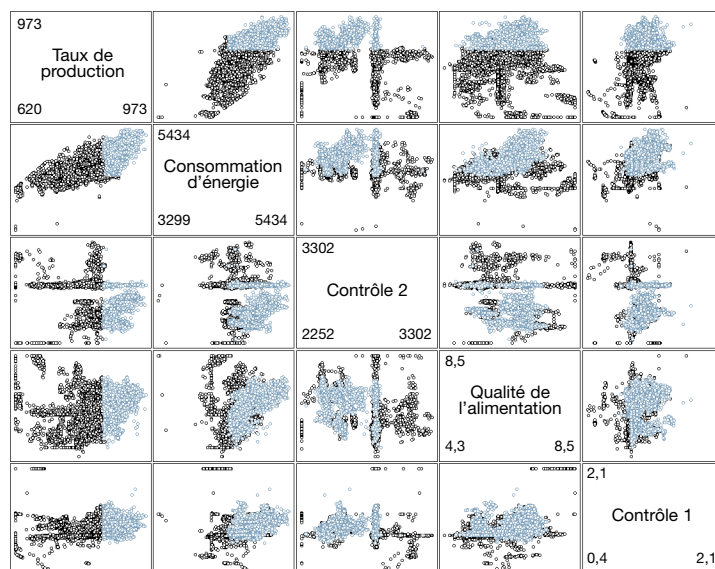 973
Taux de
production
620 973
5434
Consommation
d'énergie
3299 5434
3302
Contrôle 2
2252 3302
8,5
Qualité de
l'alimentation
4,3 8,5
2,1
Contrôle 1
0,4 2,1